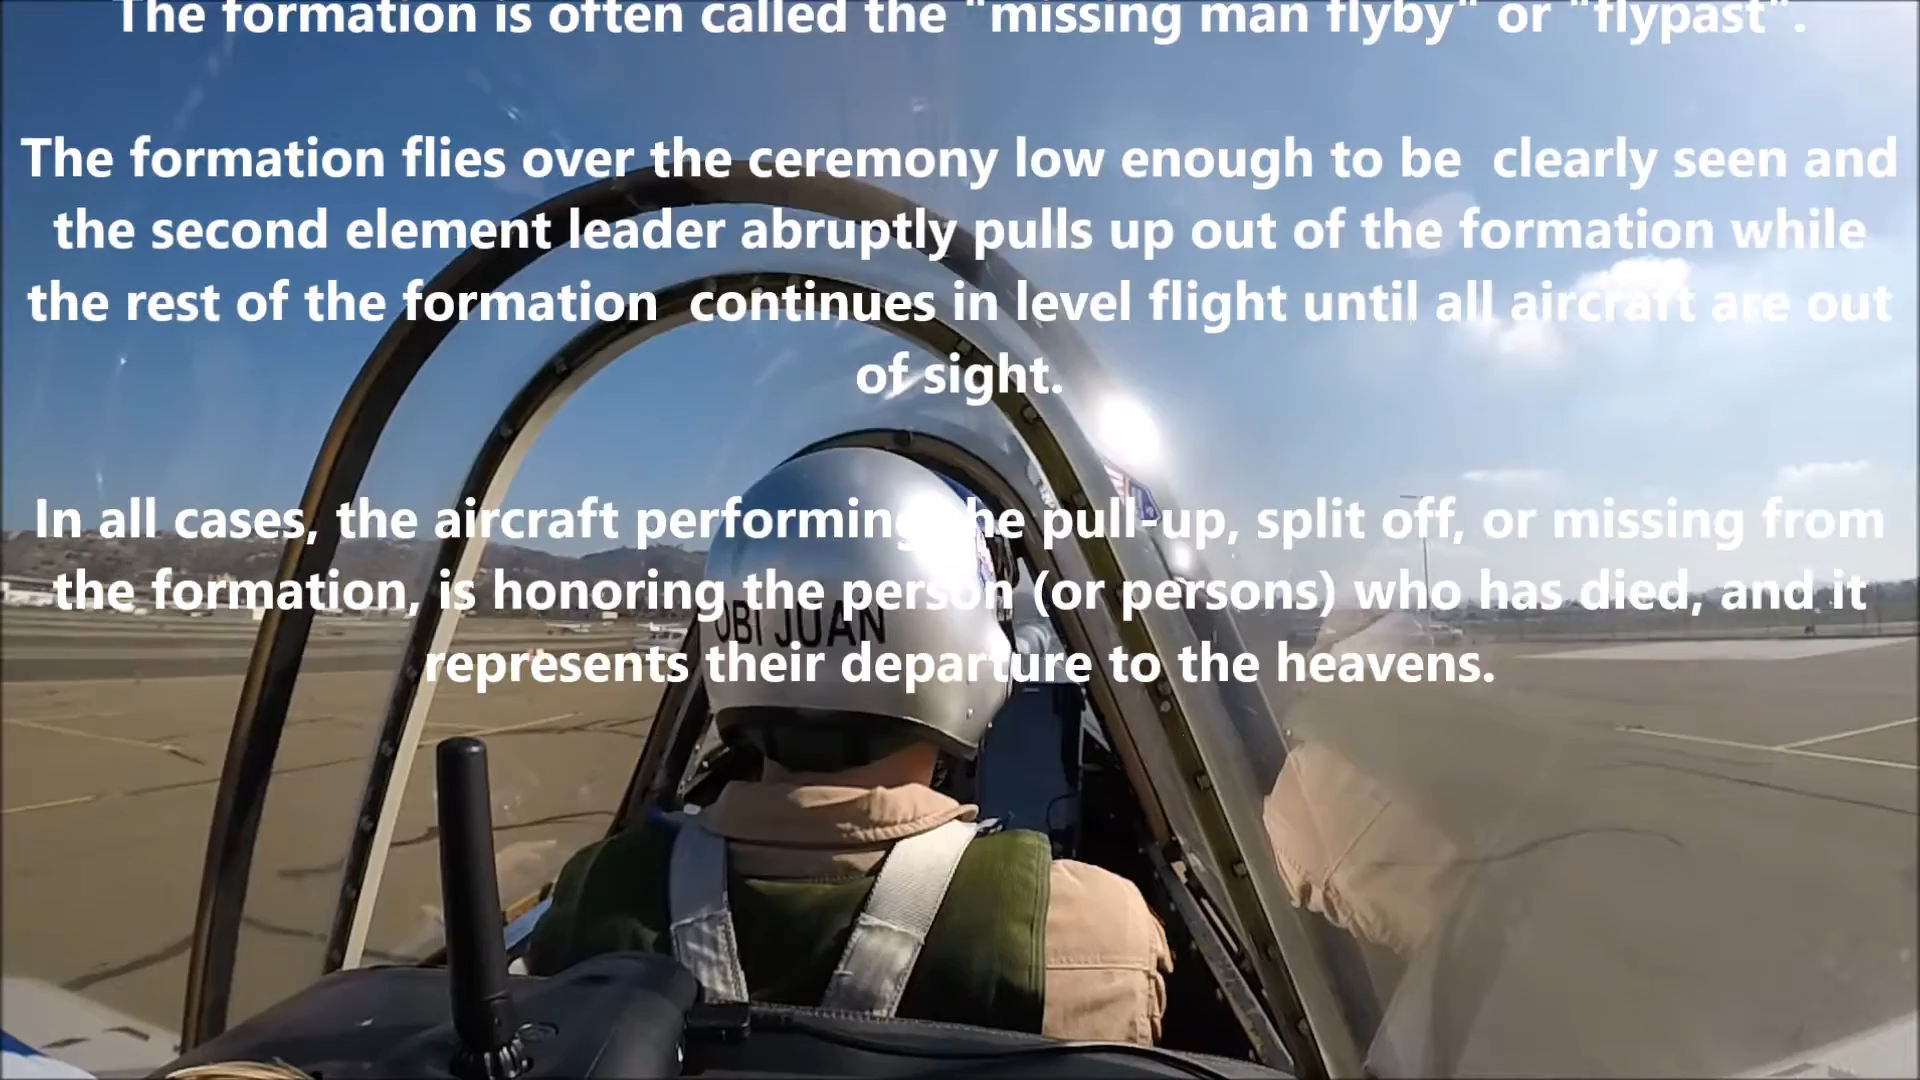 The formation is often called the "missing man flyby" or "flypast".
The formation flies over the ceremony low enough to be  clearly seen and
the second element leader abruptly pulls up out of the formation while
the rest of the formation  continues in level flight until all aircraft are out
of sight.
In all cases, the aircraft performing the pull-up, split off, or missing from
the formation, is honoring the person (or persons) who has died, and it
represents their departure to the heavens.
OBI JUAN